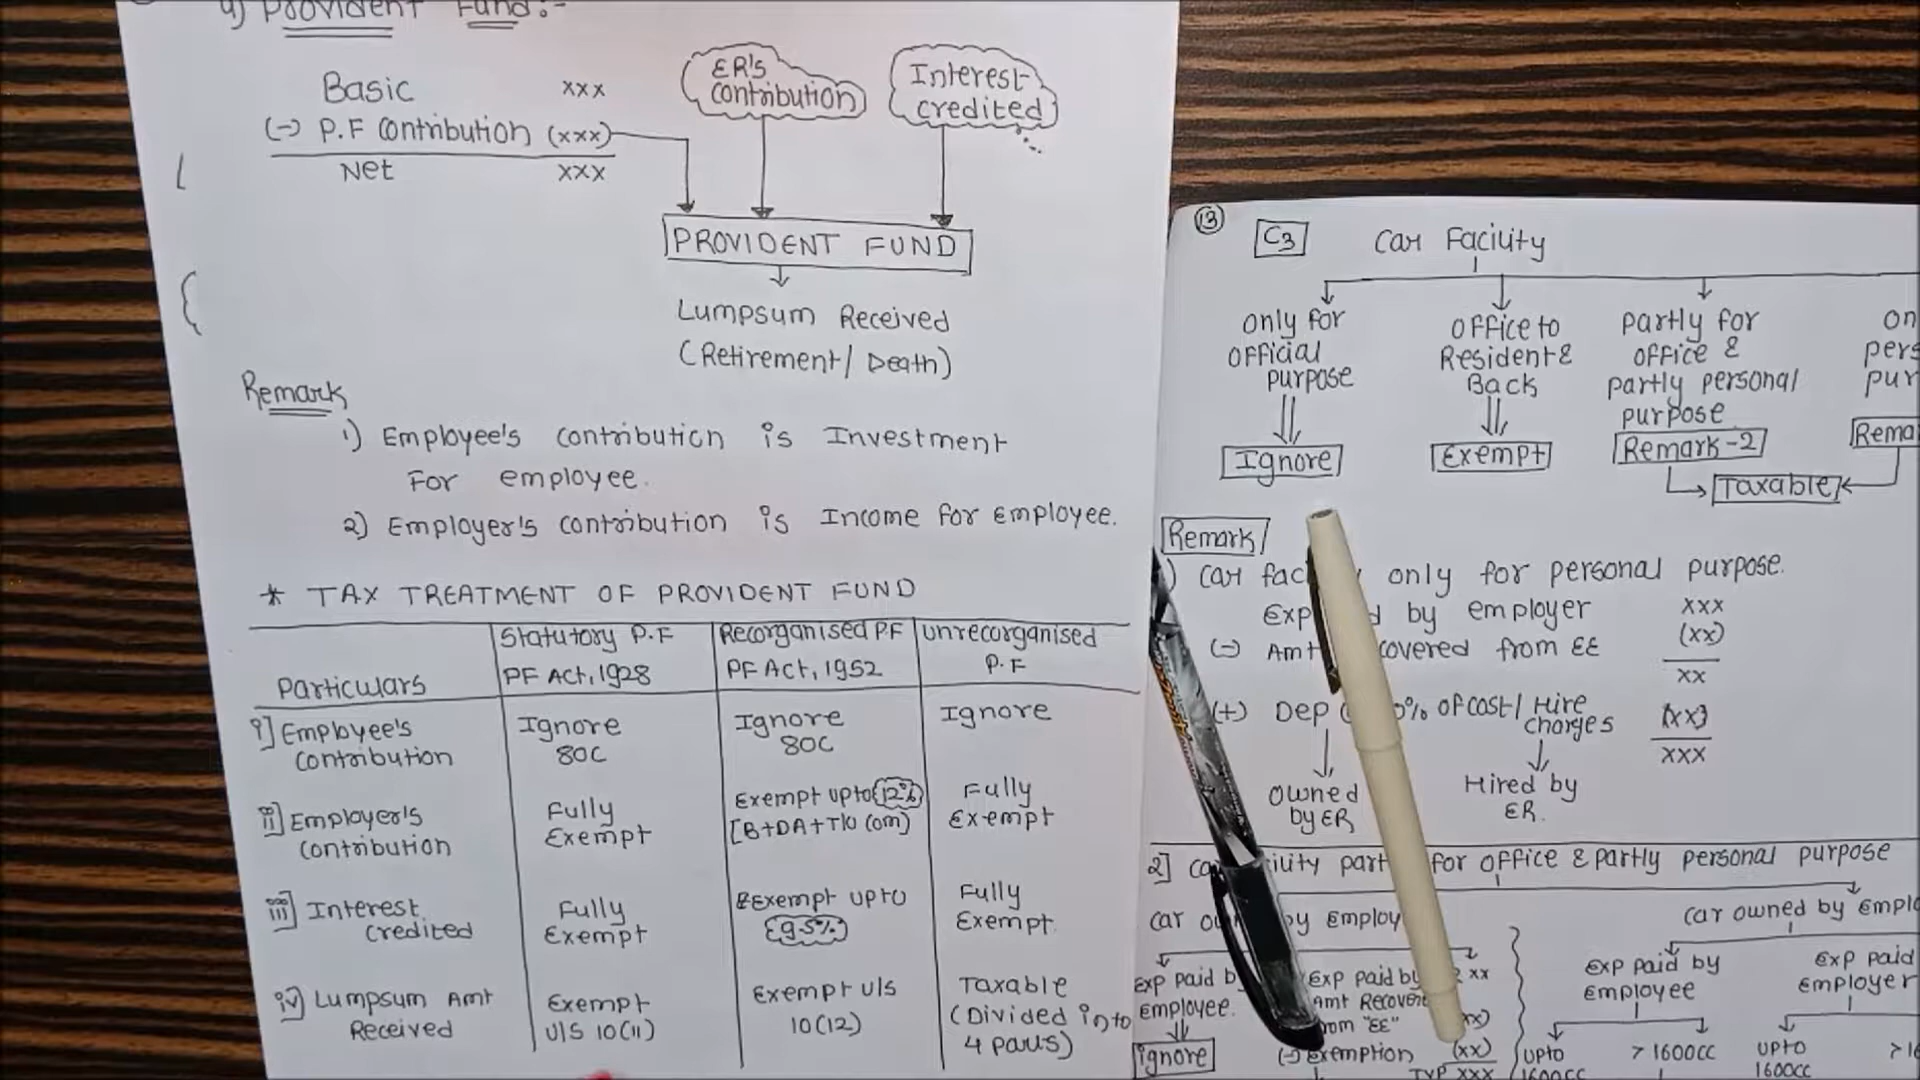 a) Provident Fund:-
Basic xxx
(-) P.F Contribution (xxx)
Net xxx
ER's
Contribution
Interest
credited
PROVIDENT FUND
Lumpsum Received
(Retirement/ Death)
Remark
1) Employee's contribution is Investment
For employee.
2) Employer's contribution is Income for Employee.
* TAX TREATMENT OF PROVIDENT FUND
Particulars
Statutory P.F
PF Act, 1928
Recorganised PF
PF Act, 1952
unrecorganised
P.F
i] Employee's
Contribution
Ignore
80C
Ignore
80C
Ignore
ii] Employer's
Contribution
Fully
Exempt
Exempt upto 12%
[B+DA+T/O Com)
Fully
Exempt
iii] Interest
Credited
Fully
Exempt
Exempt upto
9.5%
Fully
Exempt
iv] Lumpsum Amt
Received
Exempt
U/S 10(11)
Exempt U/S
10(12)
Taxable
(Divided into
4 parts)
13
C3 Car Facility
only for
official
purpose
Ignore
Office to
Resident &
Back
Exempt
Partly for
office &
partly personal
purpose
Remark-2
Taxable
Remark
Car only for personal purpose.
by employer xxx
(-) Amt from EE (xx)
xx
(+) Dep % of cost/ Hire
charges (xx)
xxx
Owned
by ER
Hired by
ER.
2] for office & partly personal purpose
Car by
Exp paid
employee.
Ignore
Exp paid by xx
Amt
from "EE"
(-) Exemption (xx)
xxx
Car owned by
Exp paid by
Employee
Exp paid
Employer
upto
1600cc
> 1600cc
upto
1600cc